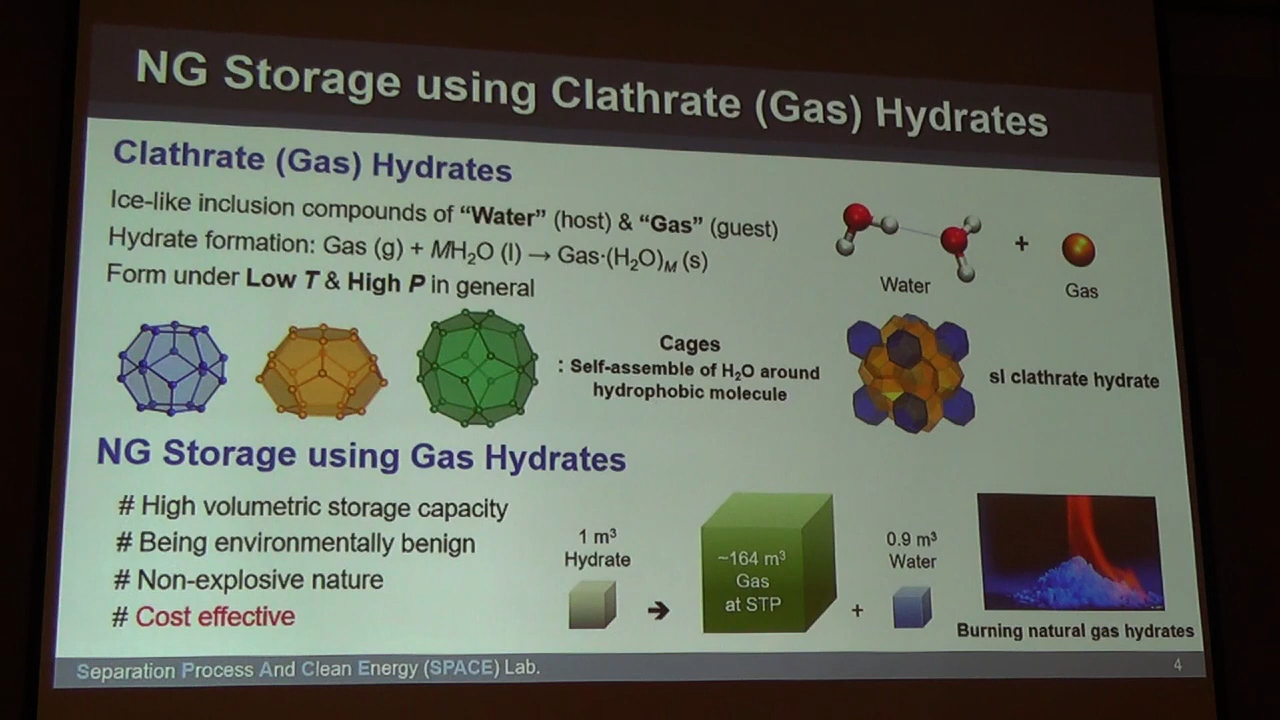 NG Storage using Clathrate (Gas) Hydrates
Clathrate (Gas) Hydrates
Ice-like inclusion compounds of “Water” (host) & “Gas” (guest)
Hydrate formation: Gas (g) + MH₂O (l) → Gas·(H₂O)M (s)
Form under Low T & High P in general
Water
+
Gas
Cages
: Self-assemble of H₂O around
hydrophobic molecule
sI clathrate hydrate
NG Storage using Gas Hydrates
# High volumetric storage capacity
# Being environmentally benign
# Non-explosive nature
# Cost effective
1 m³
Hydrate
➔
~164 m³
Gas
at STP
+
0.9 m³
Water
Burning natural gas hydrates
Separation Process And Clean Energy (SPACE) Lab.
4